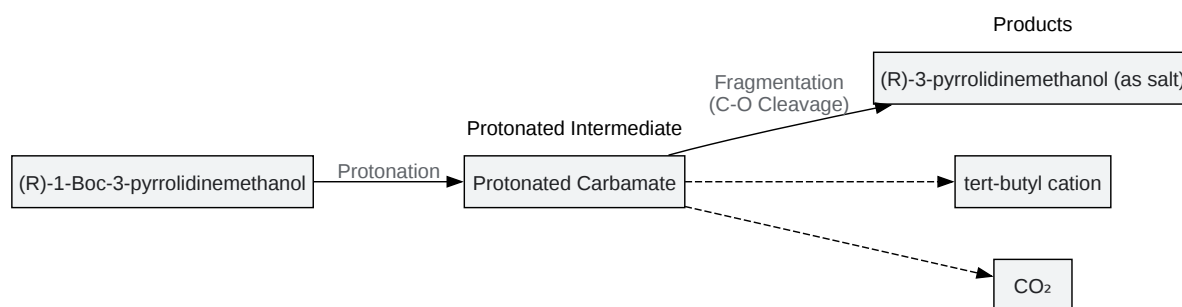 Products
(R)-3-pyrrolidinemethanol (as salt)
Fragmentation
(C-O Cleavage)
Protonated Intermediate
(R)-1-Boc-3-pyrrolidinemethanol
Protonation
Protonated Carbamate
tert-butyl cation
CO₂